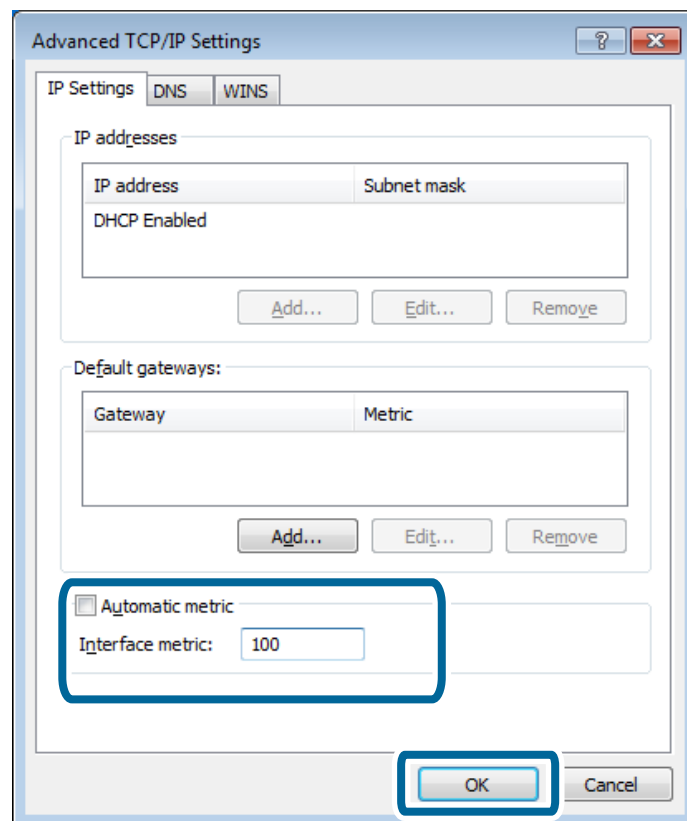 Advanced TCP/IP Settings
?
IP Settings DNS WINS
IP addresses
IP address Subnet mask
DHCP Enabled
Add... Edit... Remove
Default gateways:
Gateway Metric
Add... Edit... Remove
Automatic metric
Interface metric: 100
OK Cancel